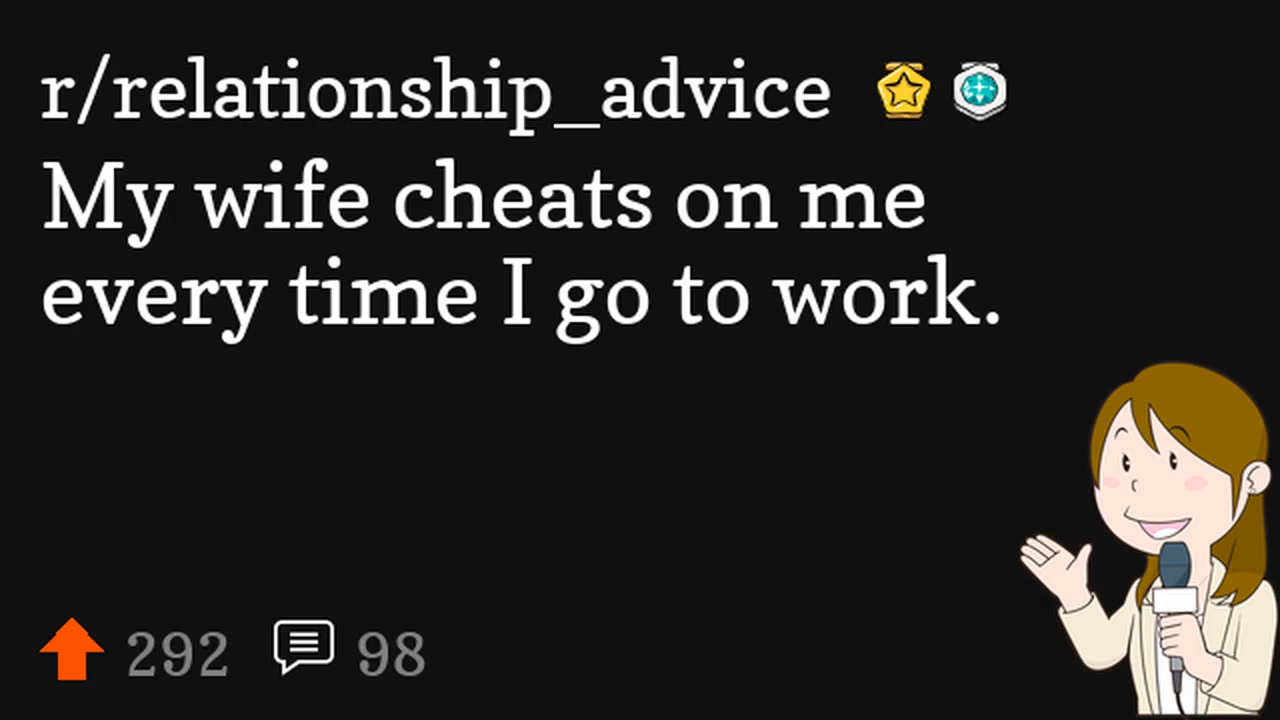 r/relationship_advice
My wife cheats on me
every time I go to work.
292 98